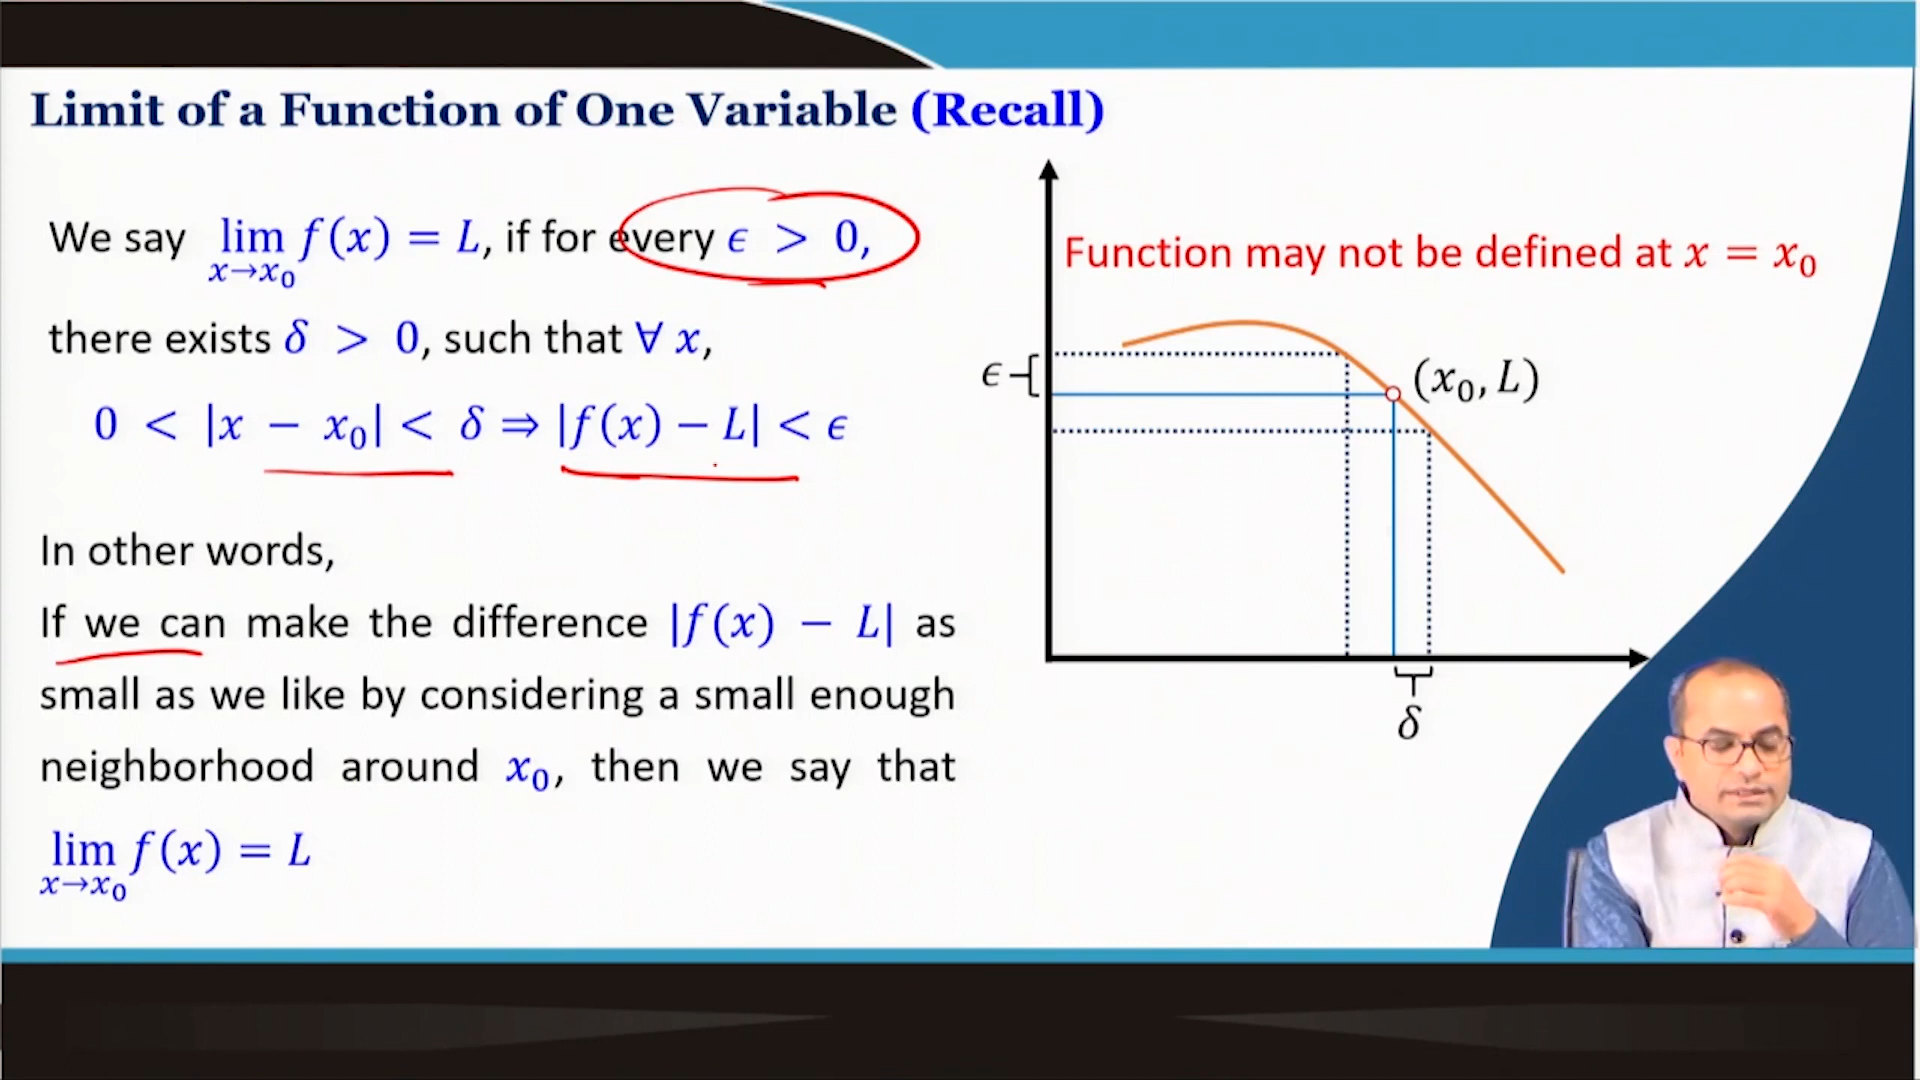 Limit of a Function of One Variable (Recall)
We say lim f(x) = L, if for every ϵ > 0,
x→x₀
there exists δ > 0, such that ∀ x,
0 < |x − x₀| < δ ⇒ |f(x) − L| < ϵ
In other words,
If we can make the difference |f(x) − L| as
small as we like by considering a small enough
neighborhood around x₀, then we say that
lim f(x) = L
x→x₀
Function may not be defined at x = x₀
ϵ
(x₀, L)
δ